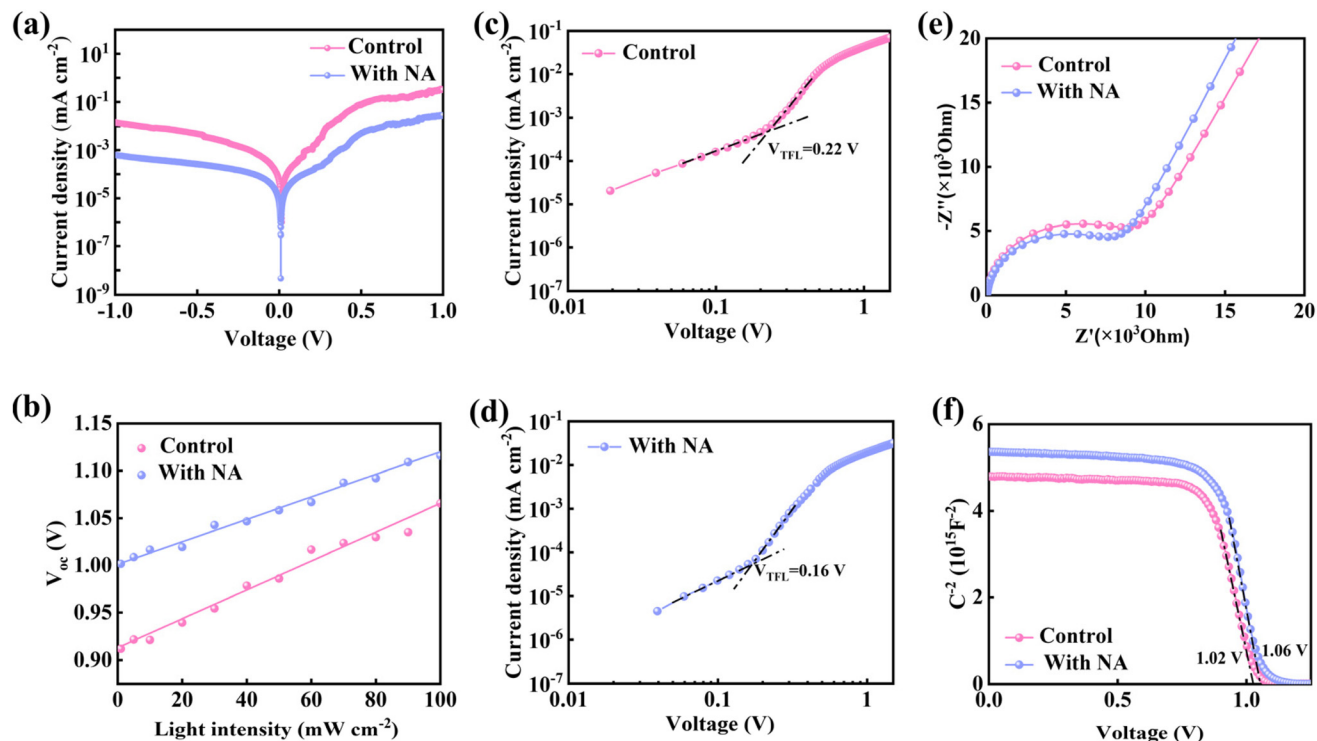 (a)
Control
With NA
10¹
10⁻¹
10⁻³
10⁻⁵
10⁻⁷
10⁻⁹
Current density (mA cm⁻²)
-1.0 -0.5 0.0 0.5 1.0
Voltage (V)
(c)
Control
10⁻¹
10⁻²
10⁻³
10⁻⁴
10⁻⁵
10⁻⁶
10⁻⁷
Current density (mA cm⁻²)
V_TFL=0.22 V
0.01 0.1 1
Voltage (V)
(e)
Control
With NA
20
15
10
5
0
-Z''(×10³Ohm)
0 5 10 15 20
Z'(×10³Ohm)
(b)
Control
With NA
1.15
1.10
1.05
1.00
0.95
0.90
V_oc (V)
0 20 40 60 80 100
Light intensity (mW cm⁻²)
(d)
With NA
10⁻¹
10⁻²
10⁻³
10⁻⁴
10⁻⁵
10⁻⁶
10⁻⁷
Current density (mA cm⁻²)
V_TFL=0.16 V
0.01 0.1 1
Voltage (V)
(f)
6
4
2
0
C⁻² (10¹⁵F⁻²)
Control
With NA
1.02 V
1.06 V
0.0 0.5 1.0
Voltage (V)